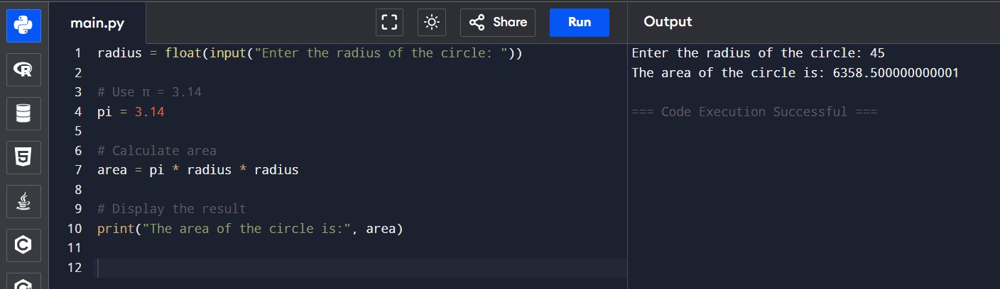 main.py
Share
Run
Output
1 radius = float(input("Enter the radius of the circle: "))
2
3 # Use π = 3.14
4 pi = 3.14
5
6 # Calculate area
7 area = pi * radius * radius
8
9 # Display the result
10 print("The area of the circle is:", area)
11
12
Enter the radius of the circle: 45
The area of the circle is: 6358.500000000001
=== Code Execution Successful ===